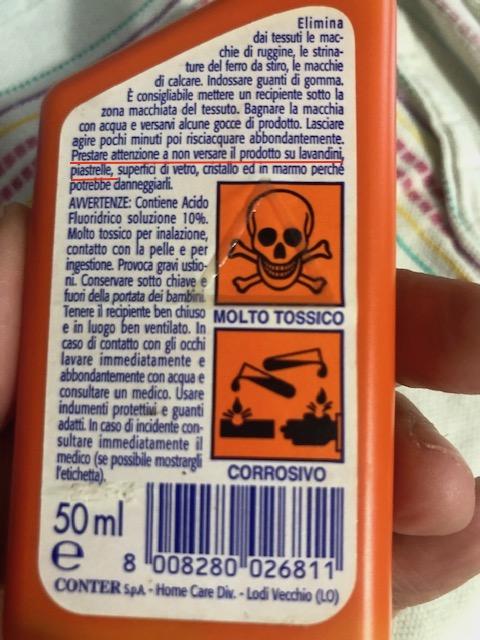 Elimina
dai tessuti le mac-
chie di ruggine, le strina-
ture del ferro da stiro, le macchie
di calcare. Indossare guanti di gomma.
È consigliabile mettere un recipiente sotto la
zona macchiata del tessuto. Bagnare la macchia
con acqua e versarvi alcune gocce di prodotto. Lasciare
agire pochi minuti poi risciacquare abbondantemente.
Prestare attenzione a non versare il prodotto su lavandini,
piastrelle, superfici di vetro, cristallo ed in marmo perché
potrebbe danneggiarli.
AVVERTENZE: Contiene Acido
Fluoridrico soluzione 10%.
Molto tossico per inalazione,
contatto con la pelle e per
ingestione. Provoca gravi ustio-
ni. Conservare sotto chiave e
fuori della portata dei bambini.
Tenere il recipiente ben chiuso
e in luogo ben ventilato. In
caso di contatto con gli occhi
lavare immediatamente e
abbondantemente con acqua e
consultare un medico. Usare
indumenti protettivi e guanti
adatti. In caso di incidente con-
sultare immediatamente il
medico (se possibile mostrargli
l'etichetta).
MOLTO TOSSICO
CORROSIVO
50 ml
e
8 008280 026811
CONTER S.p.A. - Home Care Div. - Lodi Vecchio (LO)